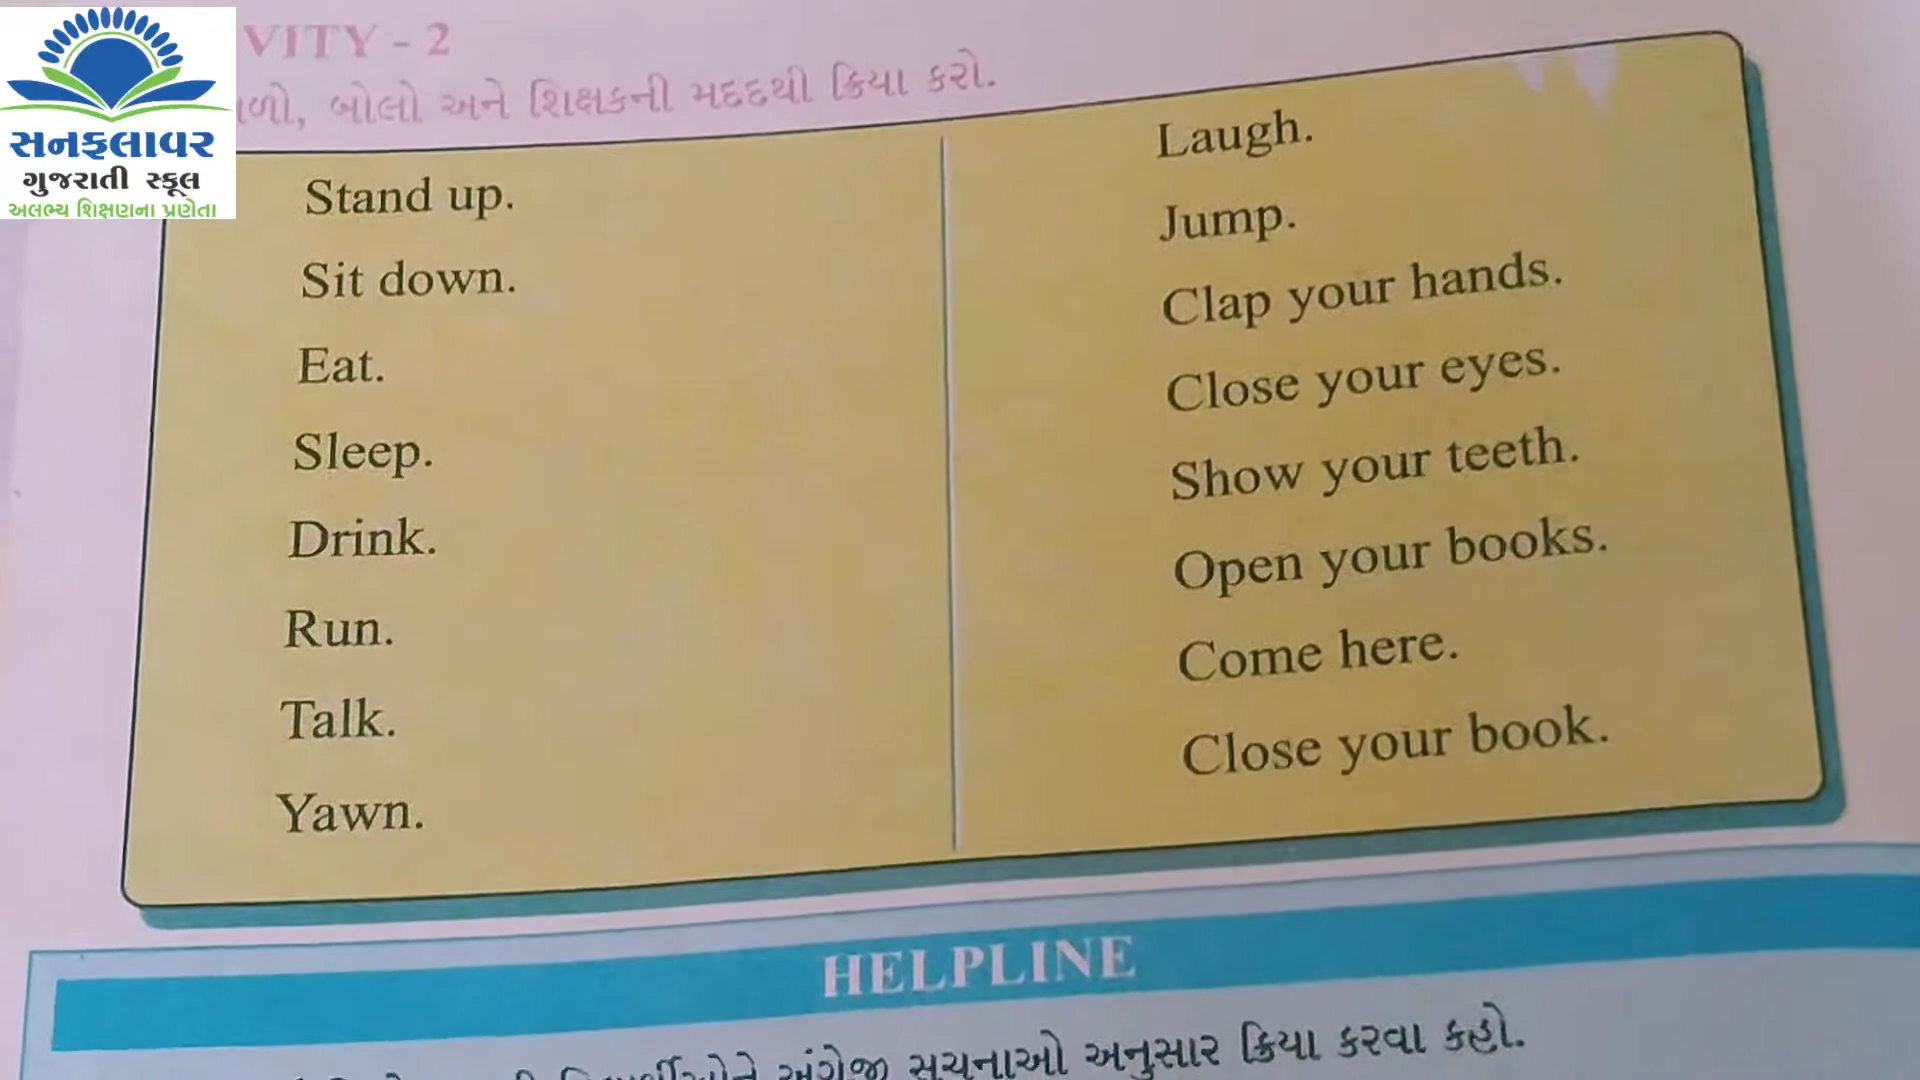 સનફલાવર
ગુજરાતી સ્કૂલ
અલભ્ય શિક્ષણના પ્રણેતા
VITY - 2
બોલો અને શિક્ષકની મદદથી ક્રિયા કરો.
Stand up.
Sit down.
Eat.
Sleep.
Drink.
Run.
Talk.
Yawn.
Laugh.
Jump.
Clap your hands.
Close your eyes.
Show your teeth.
Open your books.
Come here.
Close your book.
HELPLINE
અંગ્રેજી સૂચનાઓ અનુસાર ક્રિયા કરવા કહો.